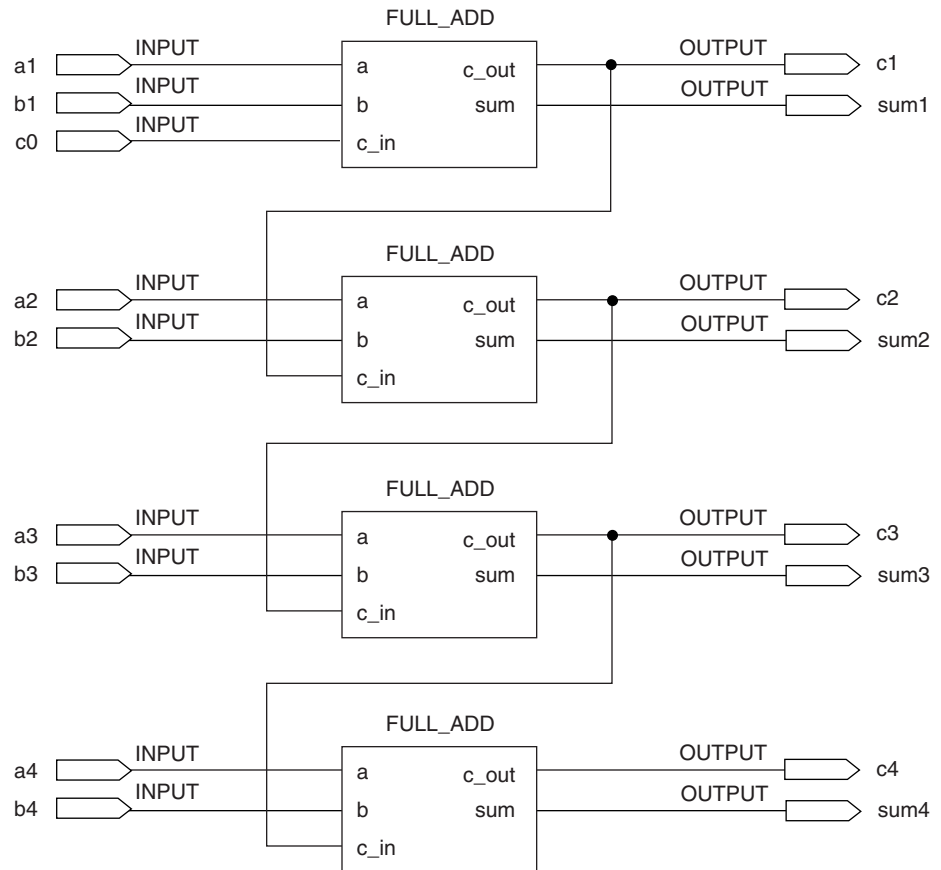 FULL_ADD
INPUT OUTPUT
a1 a c_out c1
INPUT OUTPUT
b1 b sum sum1
INPUT
c0 c_in
FULL_ADD
INPUT OUTPUT
a2 a c_out c2
INPUT OUTPUT
b2 b sum sum2
c_in
FULL_ADD
INPUT OUTPUT
a3 a c_out c3
INPUT OUTPUT
b3 b sum sum3
c_in
FULL_ADD
INPUT OUTPUT
a4 a c_out c4
INPUT OUTPUT
b4 b sum sum4
c_in